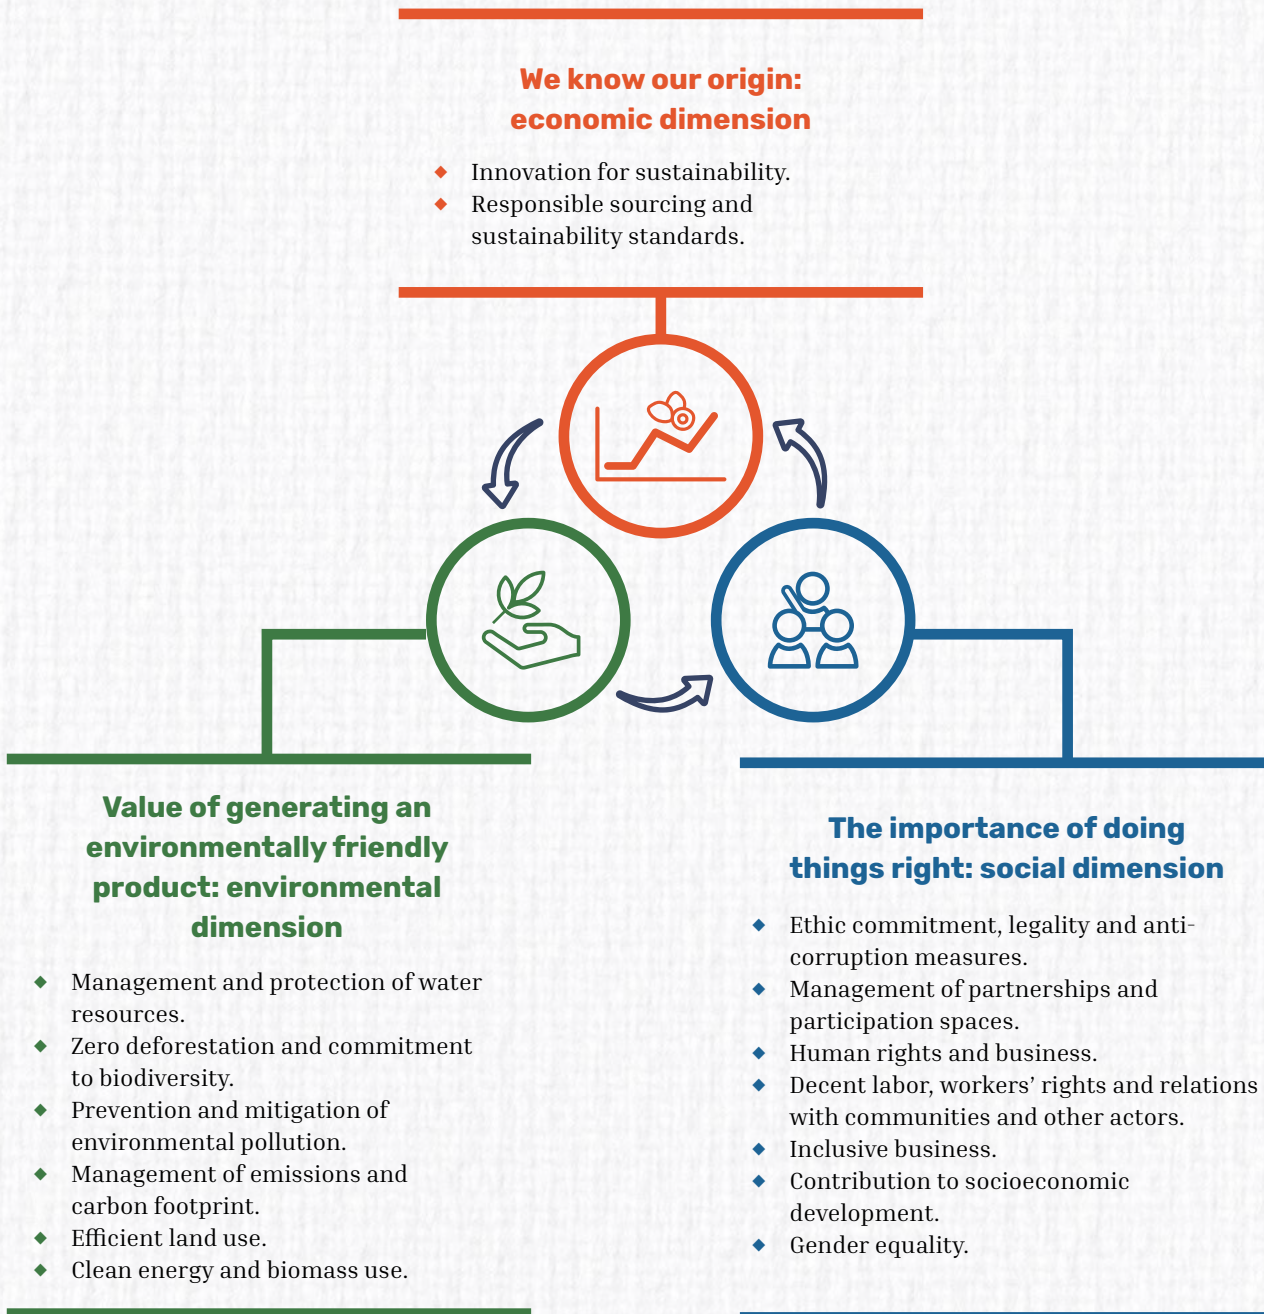 We know our origin:
economic dimension
◆ Innovation for sustainability.
◆ Responsible sourcing and
sustainability standards.
Value of generating an
environmentally friendly
product: environmental
dimension
◆ Management and protection of water
resources.
◆ Zero deforestation and commitment
to biodiversity.
◆ Prevention and mitigation of
environmental pollution.
◆ Management of emissions and
carbon footprint.
◆ Efficient land use.
◆ Clean energy and biomass use.
The importance of doing
things right: social dimension
◆ Ethic commitment, legality and anti-
corruption measures.
◆ Management of partnerships and
participation spaces.
◆ Human rights and business.
◆ Decent labor, workers’ rights and relations
with communities and other actors.
◆ Inclusive business.
◆ Contribution to socioeconomic
development.
◆ Gender equality.